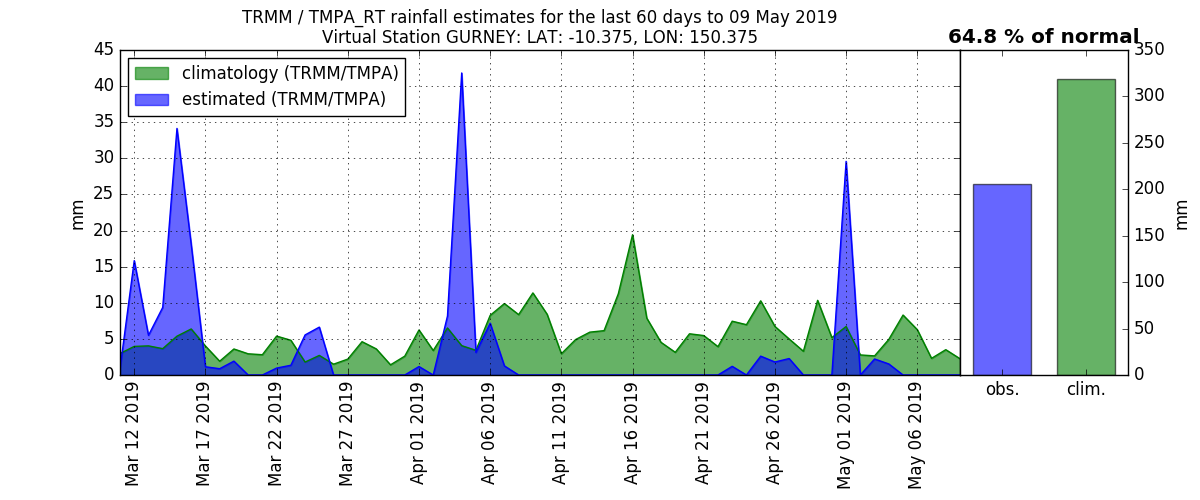 TRMM / TMPA_RT rainfall estimates for the last 60 days to 09 May 2019
Virtual Station GURNEY: LAT: -10.375, LON: 150.375
64.8 % of normal
climatology (TRMM/TMPA)
estimated (TRMM/TMPA)
mm
45
40
35
30
25
20
15
10
5
0
Mar 12 2019
Mar 17 2019
Mar 22 2019
Mar 27 2019
Apr 01 2019
Apr 06 2019
Apr 11 2019
Apr 16 2019
Apr 21 2019
Apr 26 2019
May 01 2019
May 06 2019
obs.
clim.
350
300
250
200
150
100
50
0
mm